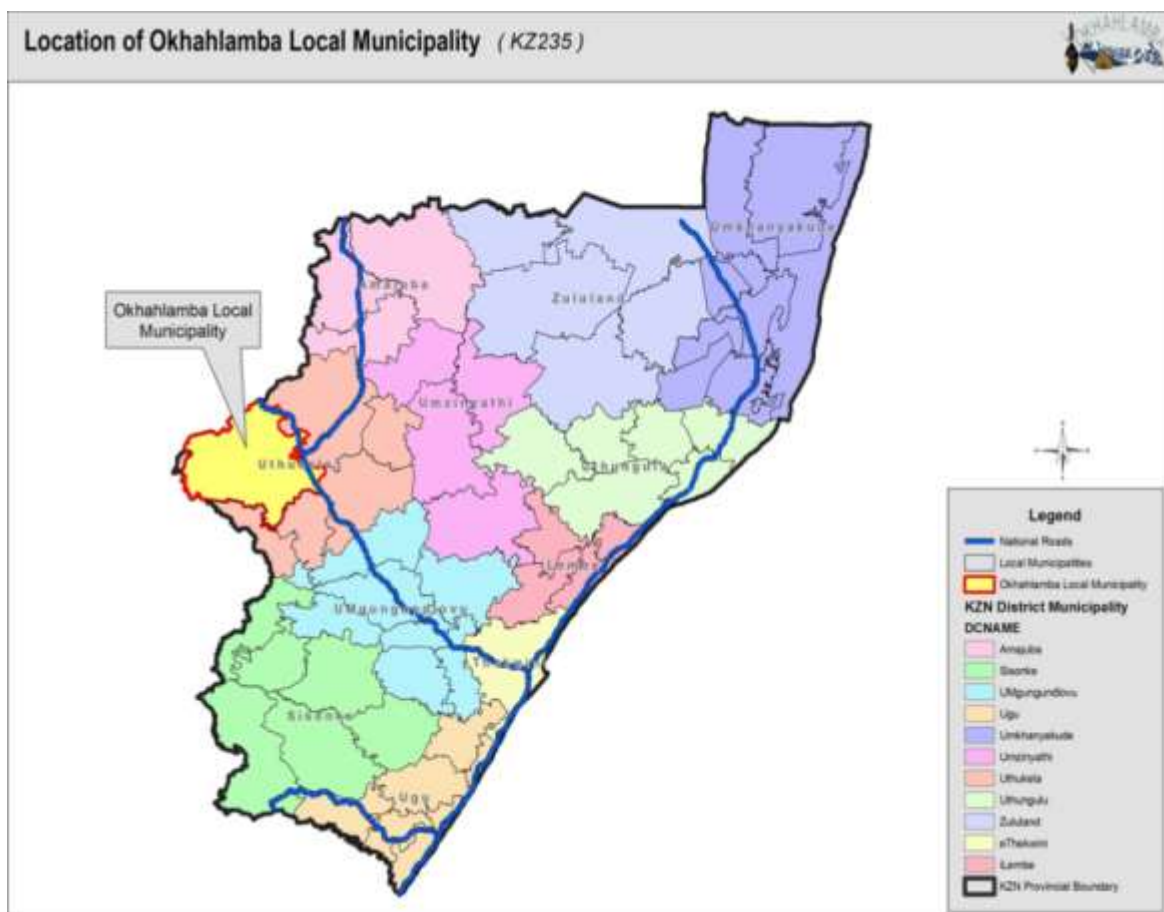 Location of Okhahlamba Local Municipality ( KZ235 )
Umkhanyakude
Amajuba
Zululand
Okhahlamba Local
Municipality
Umzinyathi
Uthukela
Uthungulu
iLembe
UMgungundlovu
Sisonke
Ugu
Legend
National Roads
Local Municipalities
Okhahlamba Local Municipality
KZN District Municipality
DCNAME
Amajuba
Sisonke
UMgungundlovu
Ugu
Umkhanyakude
Umzinyathi
Uthukela
Uthungulu
Zululand
eThekwini
iLembe
KZN Provincial Boundary